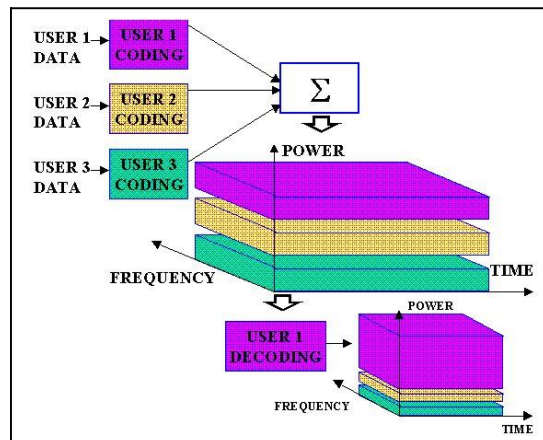 USER 1
DATA
USER 1
CODING
USER 2
DATA
USER 2
CODING
USER 3
DATA
USER 3
CODING
Σ
POWER
TIME
FREQUENCY
USER 1
DECODING
POWER
FREQUENCY
TIME